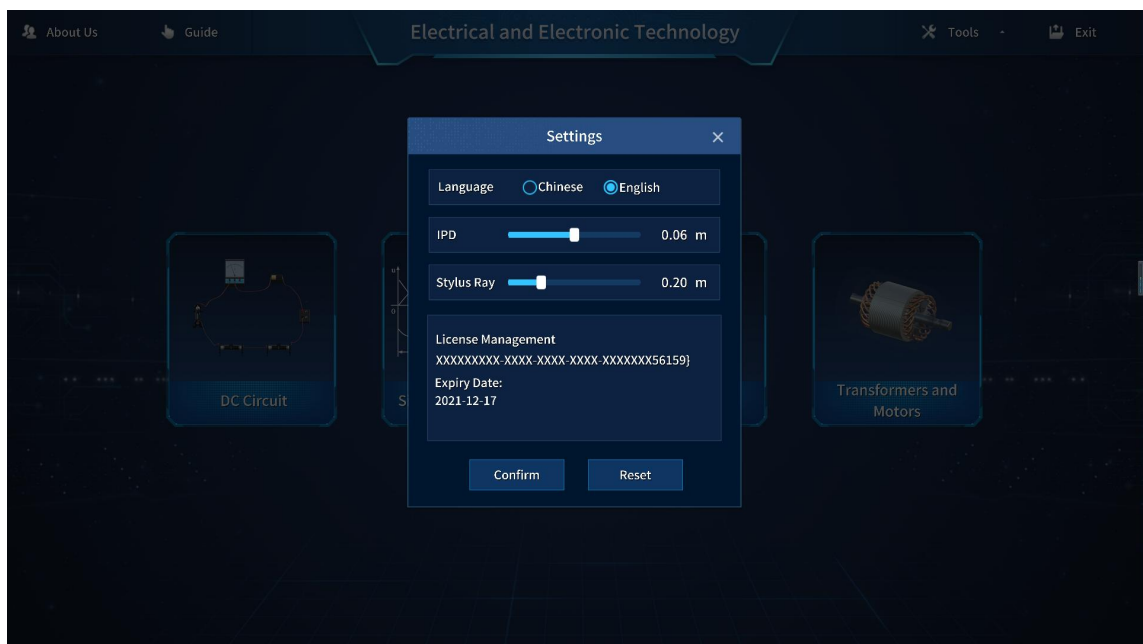 About Us
Guide
Electrical and Electronic Technology
Tools
Exit
Settings
Language
Chinese
English
IPD
0.06 m
Stylus Ray
0.20 m
License Management
XXXXXXXXX-XXXX-XXXX-XXXX-XXXXXXX56159}
Expiry Date:
2021-12-17
Confirm
Reset
DC Circuit
Transformers and
Motors